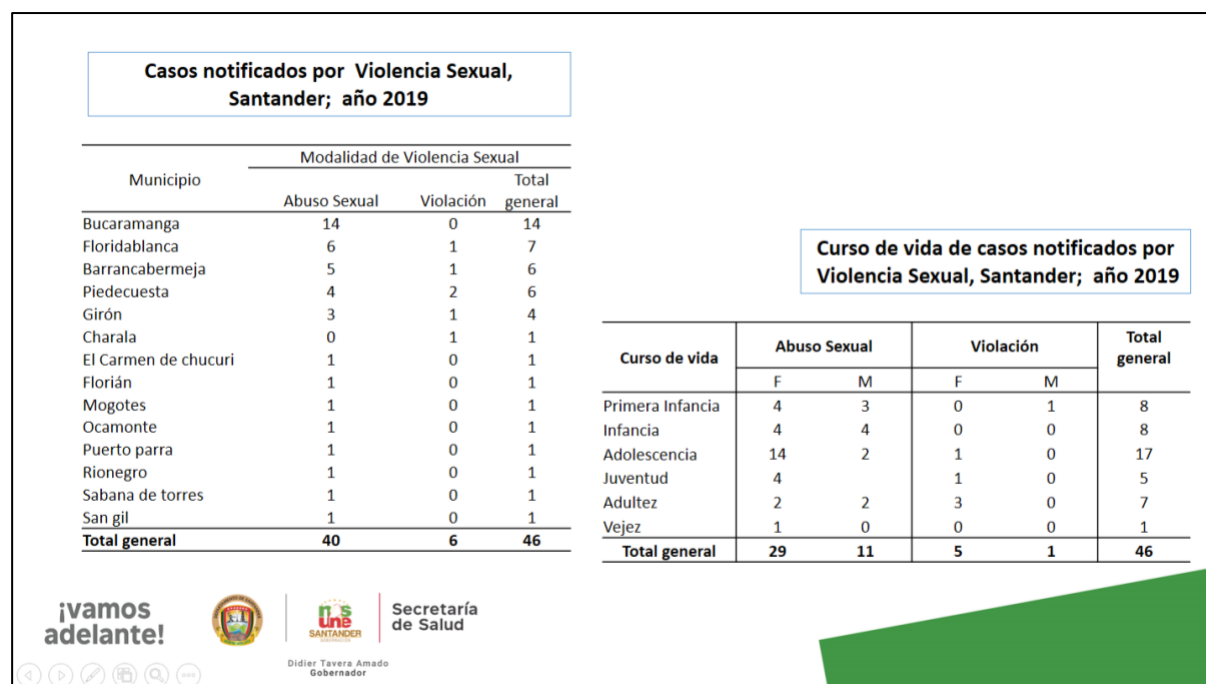 Casos notificados por Violencia Sexual,
Santander; año 2019
Modalidad de Violencia Sexual
Municipio
Total
Abuso Sexual Violación general
Bucaramanga 14 0 14
Floridablanca 6 1 7
Barrancabermeja 5 1 6
Piedecuesta 4 2 6
Girón 3 1 4
Charala 0 1 1
El Carmen de chucuri 1 0 1
Florián 1 0 1
Mogotes 1 0 1
Ocamonte 1 0 1
Puerto parra 1 0 1
Rionegro 1 0 1
Sabana de torres 1 0 1
San gil 1 0 1
Total general 40 6 46
Curso de vida de casos notificados por
Violencia Sexual, Santander; año 2019
Curso de vida Abuso Sexual Violación Total
general
F M F M
Primera Infancia 4 3 0 1 8
Infancia 4 4 0 0 8
Adolescencia 14 2 1 0 17
Juventud 4 1 0 5
Adultez 2 2 3 0 7
Vejez 1 0 0 0 1
Total general 29 11 5 1 46
¡vamos
adelante!
nos
une
SANTANDER
Secretaría
de Salud
Didier Tavera Amado
Gobernador